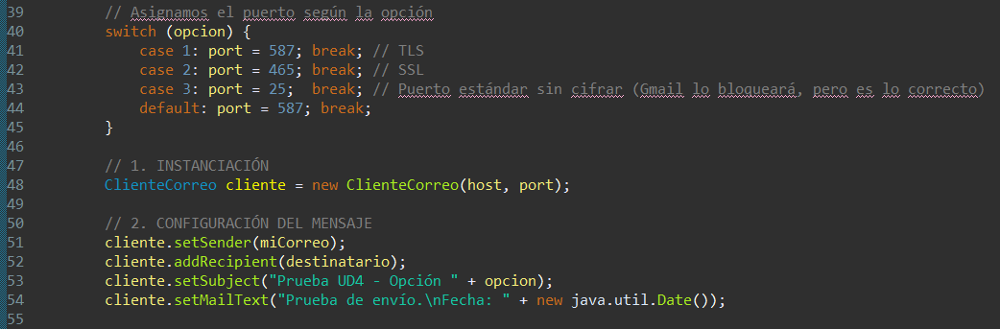 39 // Asignamos el puerto según la opción
40 switch (opcion) {
41 case 1: port = 587; break; // TLS
42 case 2: port = 465; break; // SSL
43 case 3: port = 25;  break; // Puerto estándar sin cifrar (Gmail lo bloqueará, pero es lo correcto)
44 default: port = 587; break;
45 }
46
47 // 1. INSTANCIACIÓN
48 ClienteCorreo cliente = new ClienteCorreo(host, port);
49
50 // 2. CONFIGURACIÓN DEL MENSAJE
51 cliente.setSender(miCorreo);
52 cliente.addRecipient(destinatario);
53 cliente.setSubject("Prueba UD4 - Opción " + opcion);
54 cliente.setMailText("Prueba de envío.\nFecha: " + new java.util.Date());
55